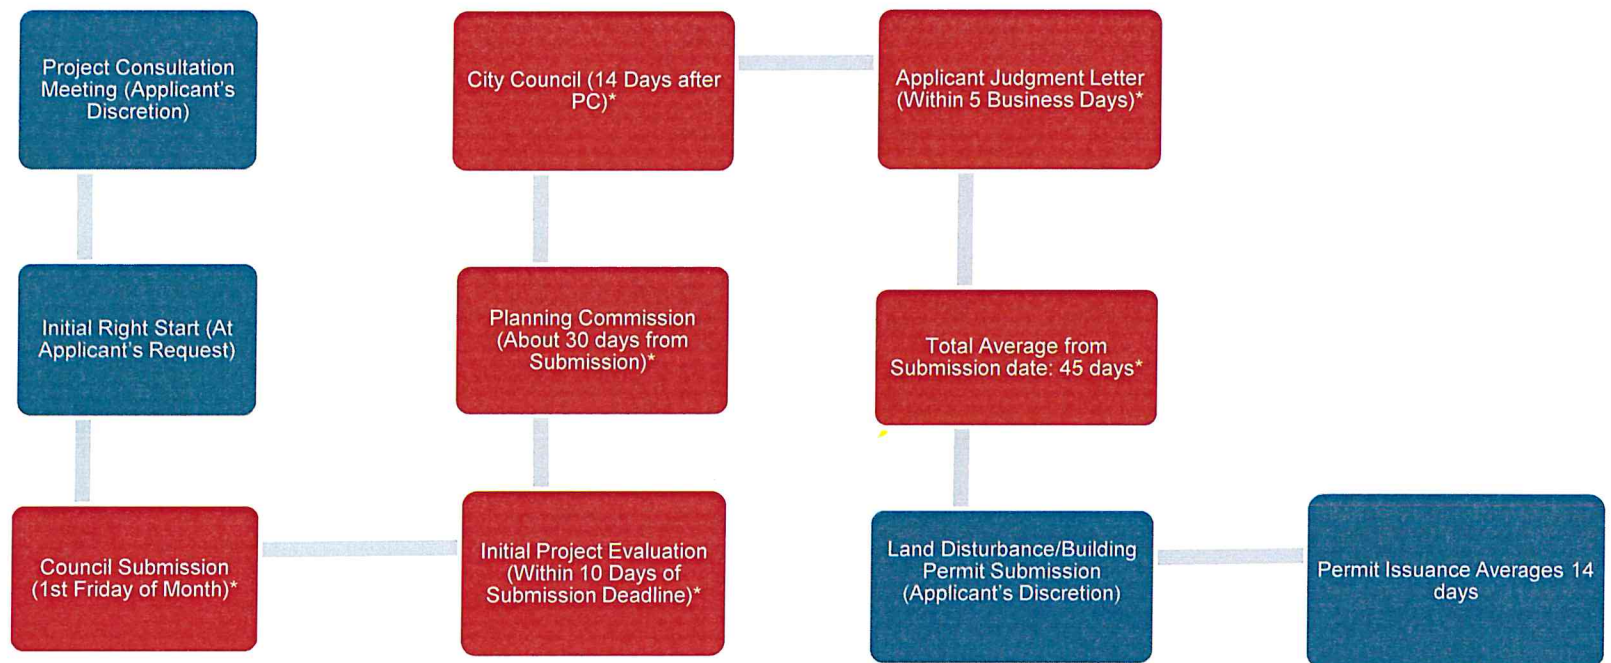 Project Consultation
Meeting (Applicant's
Discretion)
Initial Right Start (At
Applicant's Request)
Council Submission
(1st Friday of Month)*
Initial Project Evaluation
(Within 10 Days of
Submission Deadline)*
Planning Commission
(About 30 days from
Submission)*
City Council (14 Days after
PC)*
Applicant Judgment Letter
(Within 5 Business Days)*
Total Average from
Submission date: 45 days*
Land Disturbance/Building
Permit Submission
(Applicant's Discretion)
Permit Issuance Averages 14
days